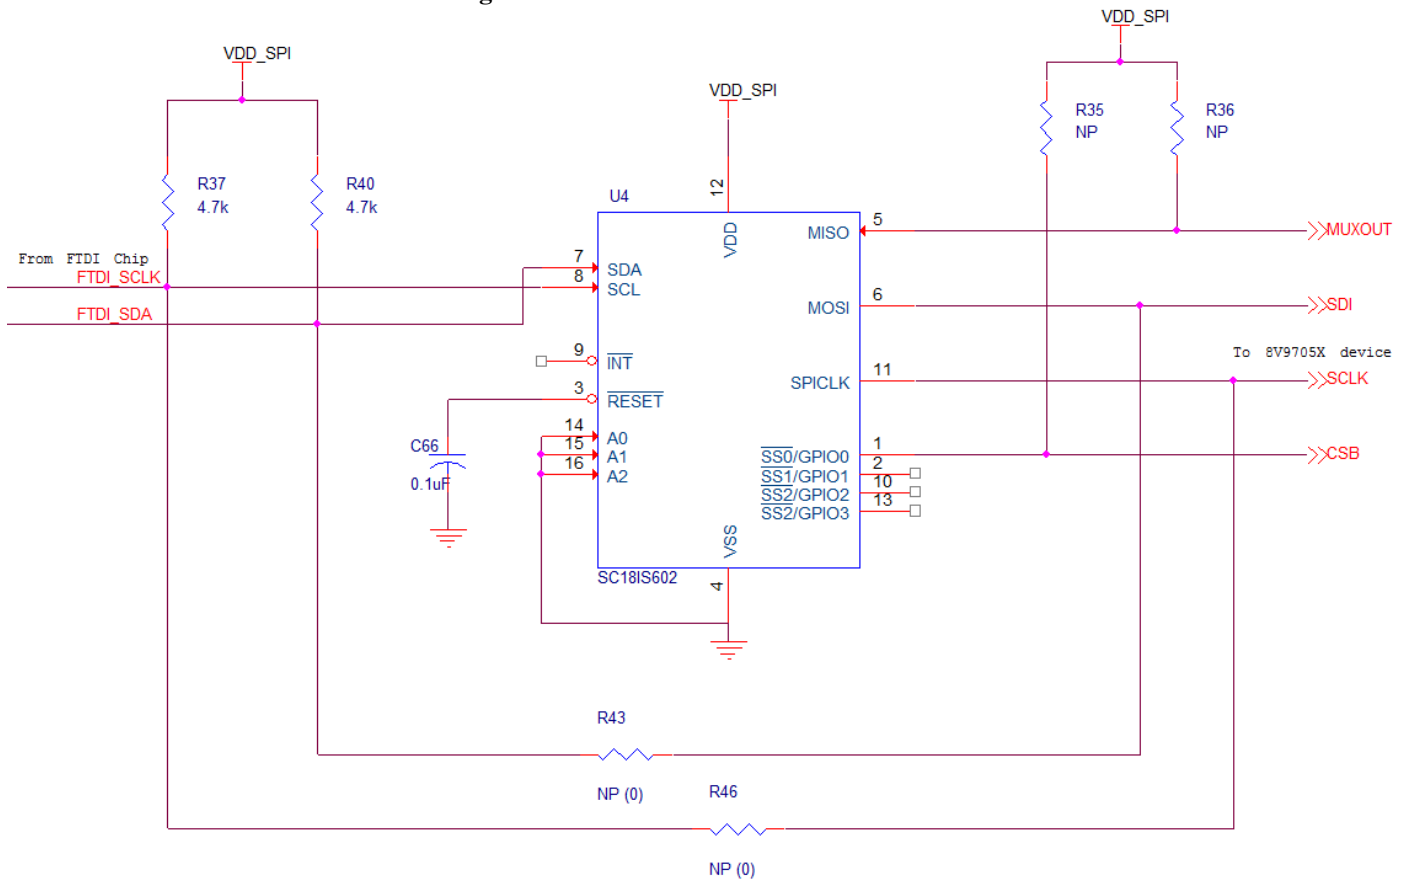 VDD_SPI
VDD_SPI
VDD_SPI
R35
NP
R36
NP
R37
4.7k
R40
4.7k
U4
12
VDD
5
MISO
MUXOUT
From FTDI Chip
FTDI_SCLK
7
SDA
8
SCL
6
MOSI
SDI
FTDI_SDA
9
INT
To 8V9705X device
11
SPICLK
SCLK
3
RESET
14
A0
15
A1
16
A2
C66
0.1uF
1
SS0/GPIO0
CSB
2
SS1/GPIO1
10
SS2/GPIO2
13
SS2/GPIO3
VSS
4
SC18IS602
R43
NP (0)
R46
NP (0)